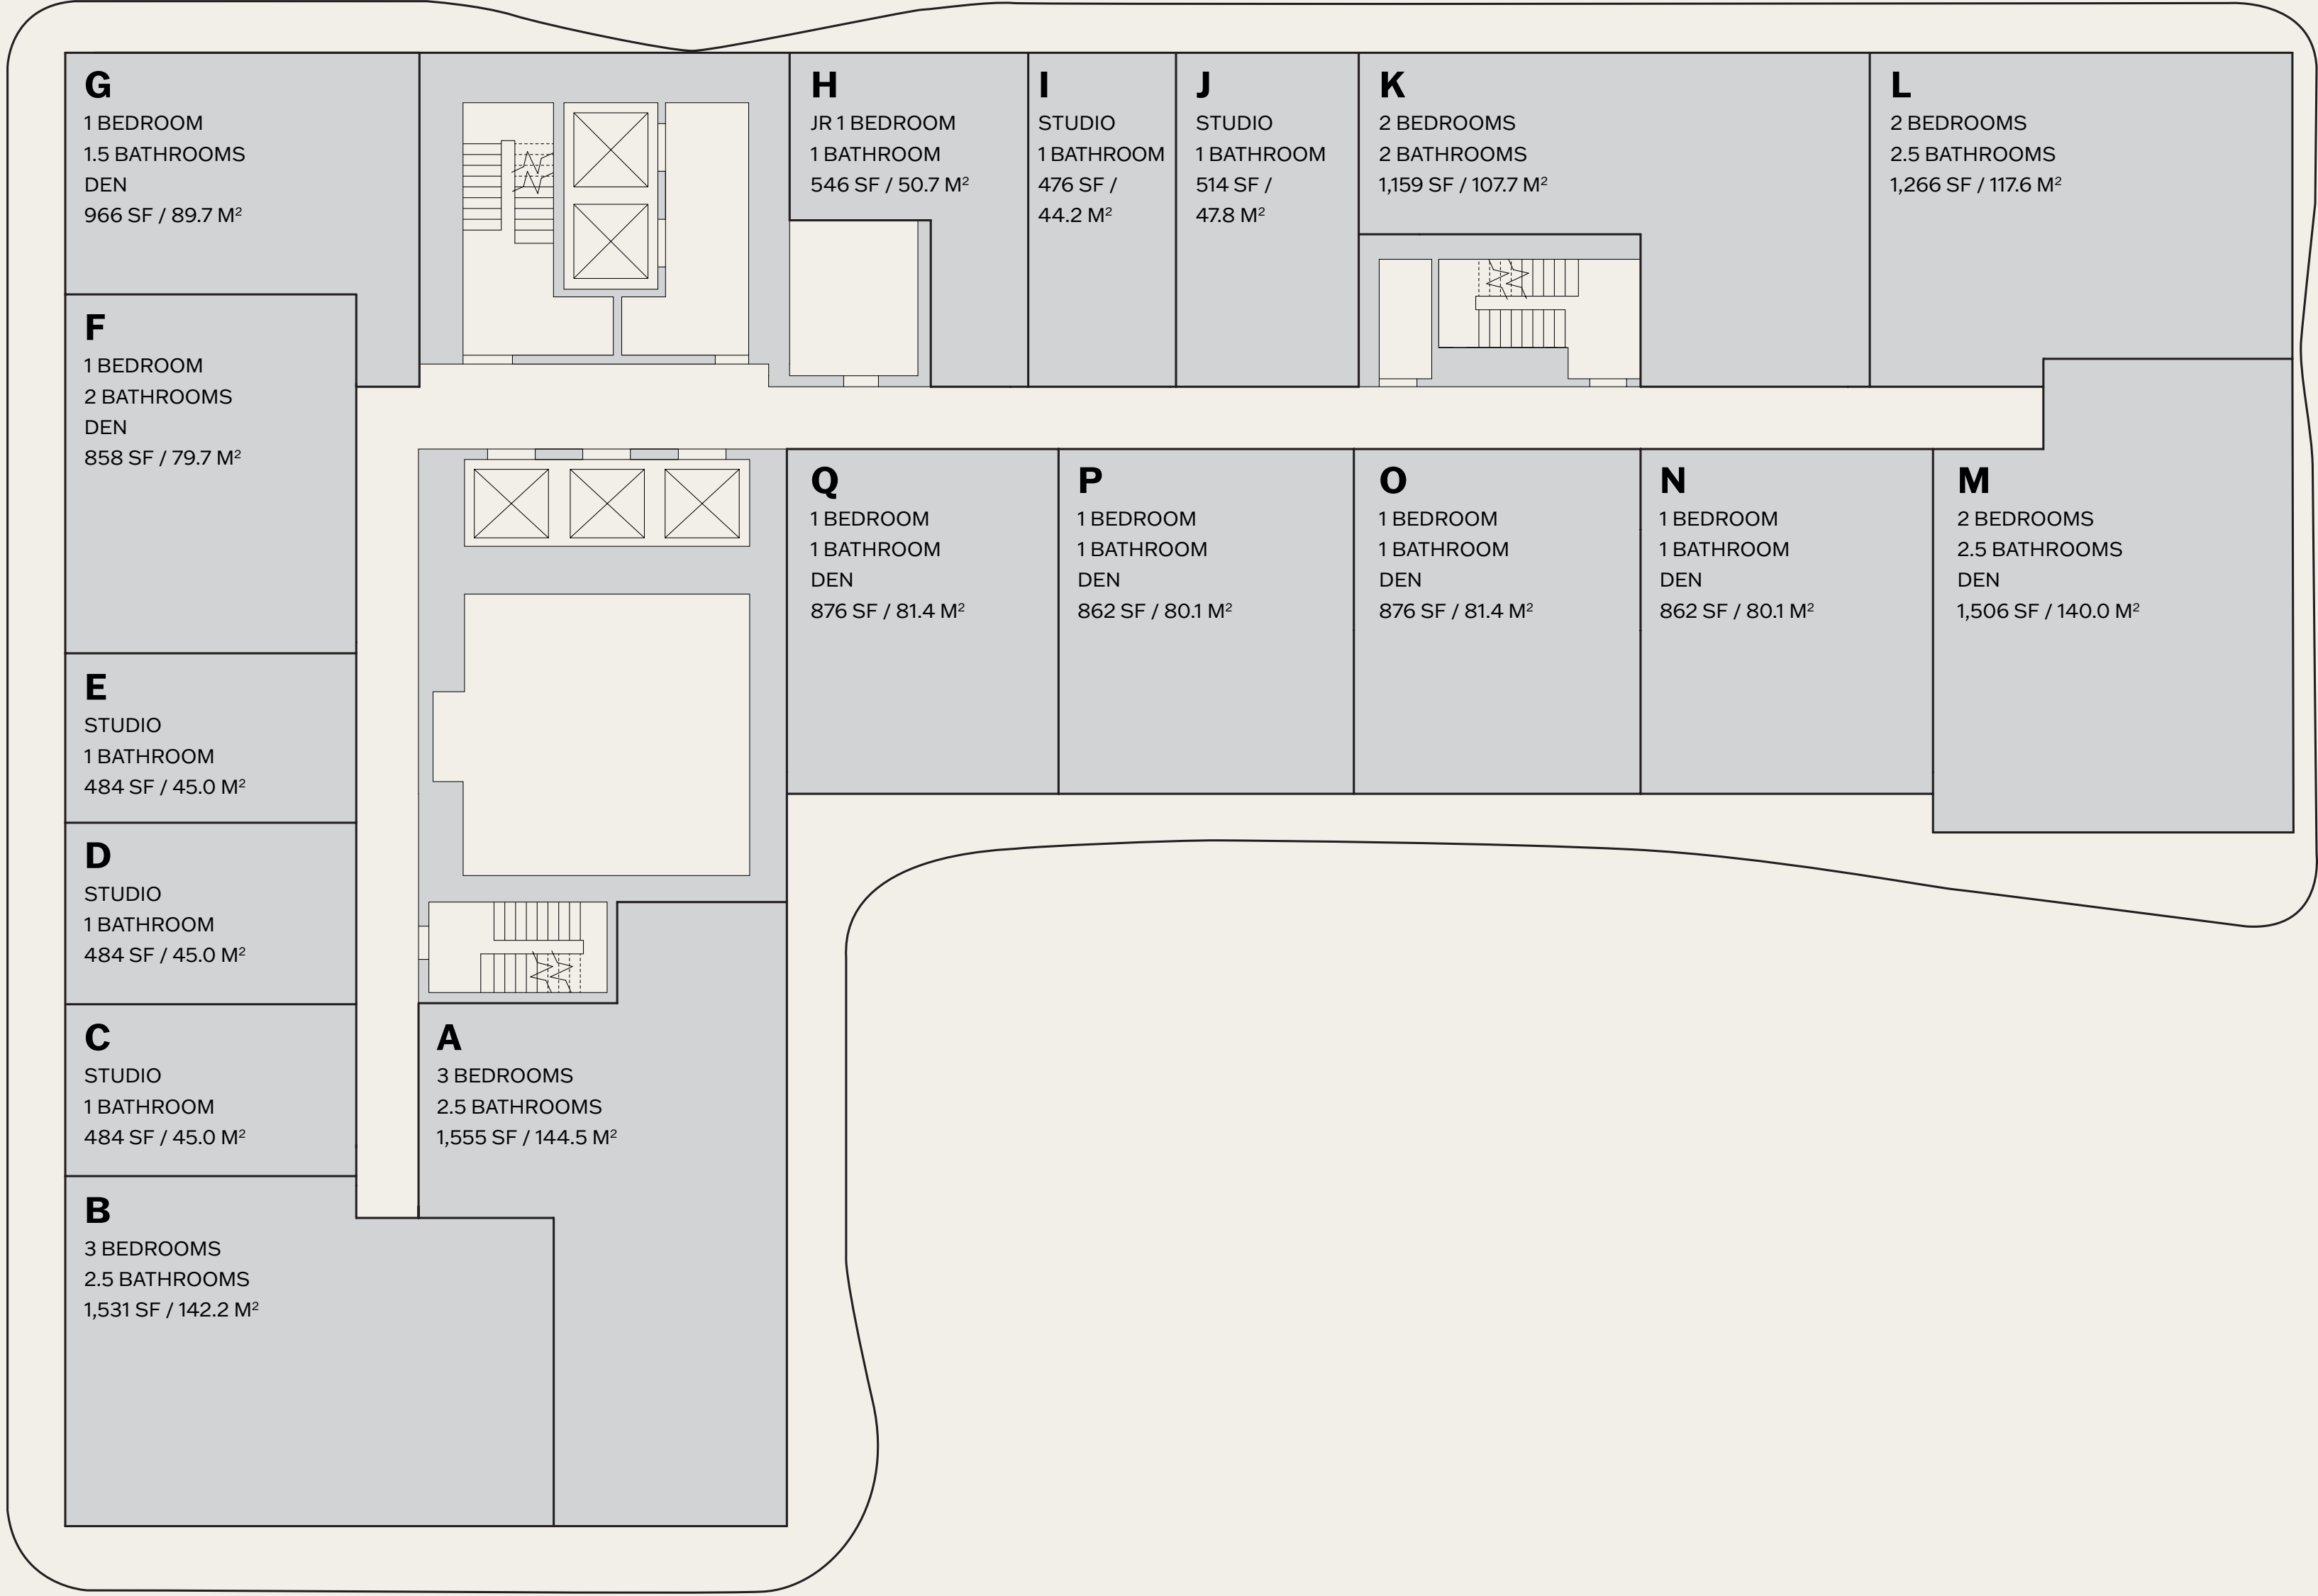 G
1 BEDROOM
1.5 BATHROOMS
DEN
966 SF / 89.7 M²
H
JR 1 BEDROOM
1 BATHROOM
546 SF / 50.7 M²
I
STUDIO
1 BATHROOM
476 SF /
44.2 M²
J
STUDIO
1 BATHROOM
514 SF /
47.8 M²
K
2 BEDROOMS
2 BATHROOMS
1,159 SF / 107.7 M²
L
2 BEDROOMS
2.5 BATHROOMS
1,266 SF / 117.6 M²
F
1 BEDROOM
2 BATHROOMS
DEN
858 SF / 79.7 M²
Q
1 BEDROOM
1 BATHROOM
DEN
876 SF / 81.4 M²
P
1 BEDROOM
1 BATHROOM
DEN
862 SF / 80.1 M²
O
1 BEDROOM
1 BATHROOM
DEN
876 SF / 81.4 M²
N
1 BEDROOM
1 BATHROOM
DEN
862 SF / 80.1 M²
M
2 BEDROOMS
2.5 BATHROOMS
DEN
1,506 SF / 140.0 M²
E
STUDIO
1 BATHROOM
484 SF / 45.0 M²
D
STUDIO
1 BATHROOM
484 SF / 45.0 M²
C
STUDIO
1 BATHROOM
484 SF / 45.0 M²
A
3 BEDROOMS
2.5 BATHROOMS
1,555 SF / 144.5 M²
B
3 BEDROOMS
2.5 BATHROOMS
1,531 SF / 142.2 M²